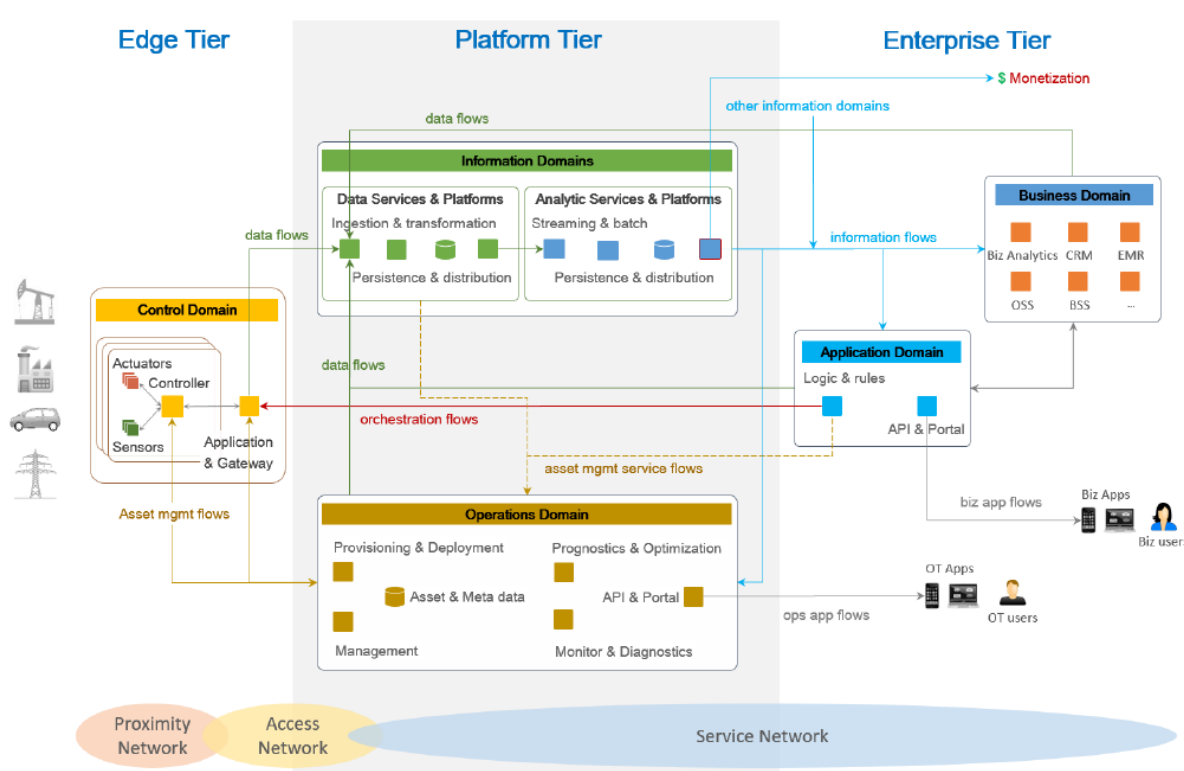 Edge Tier
Platform Tier
Enterprise Tier
$ Monetization
other information domains
data flows
Information Domains
Data Services & Platforms
Analytic Services & Platforms
Ingestion & transformation
Streaming & batch
Persistence & distribution
Persistence & distribution
data flows
information flows
Business Domain
Biz Analytics
CRM
EMR
OSS
BSS
...
Control Domain
Actuators
Controller
Sensors
Application
& Gateway
data flows
Application Domain
Logic & rules
API & Portal
orchestration flows
asset mgmt service flows
Asset mgmt flows
Operations Domain
Provisioning & Deployment
Prognostics & Optimization
Asset & Meta data
API & Portal
Management
Monitor & Diagnostics
biz app flows
Biz Apps
Biz users
OT Apps
ops app flows
OT users
Proximity
Network
Access
Network
Service Network